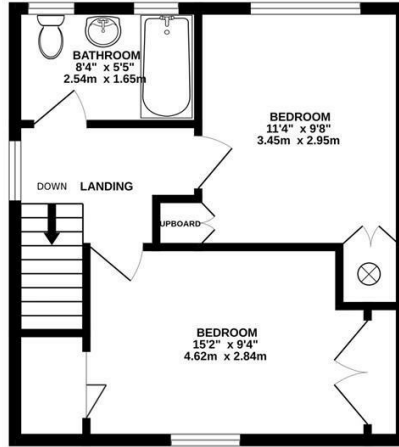 BATHROOM
8'4" x 5'5"
2.54m x 1.65m
BEDROOM
11'4" x 9'8"
3.45m x 2.95m
DOWN LANDING
UPBOARD
BEDROOM
15'2" x 9'4"
4.62m x 2.84m